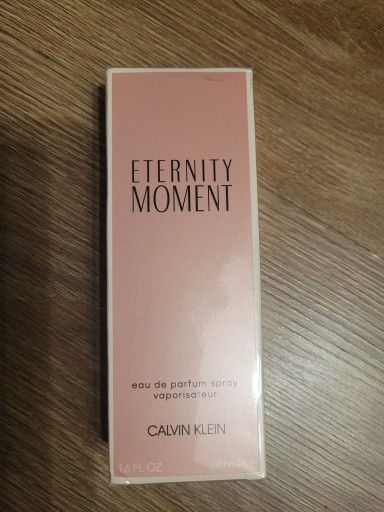 ETERNITY
MOMENT
eau de parfum spray
vaporisateur
CALVIN KLEIN
1.6 FL OZ